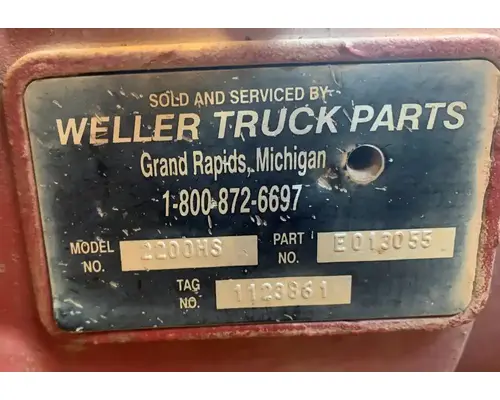 SOLD AND SERVICED BY
WELLER TRUCK PARTS
Grand Rapids, Michigan
1-800-872-6697
MODEL NO. 2200HS PART NO. E013055
TAG NO. 1123861